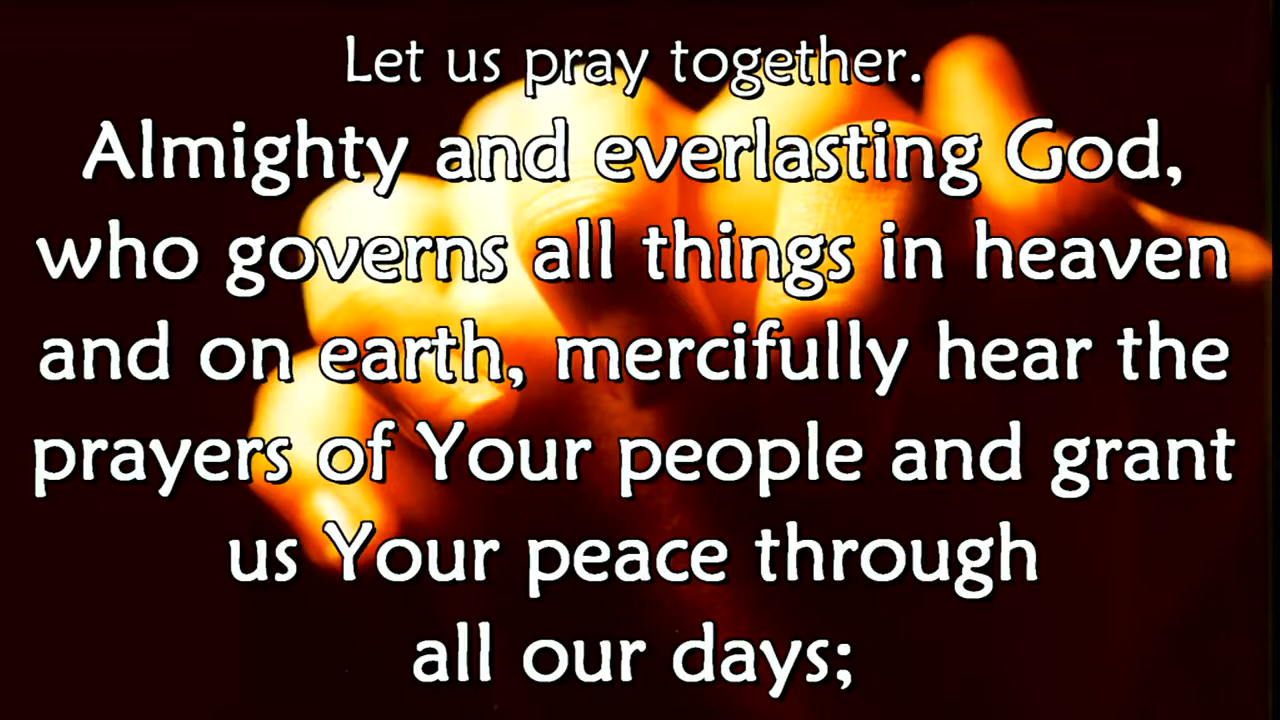 Let us pray together.
Almighty and everlasting God,
who governs all things in heaven
and on earth, mercifully hear the
prayers of Your people and grant
us Your peace through
all our days;